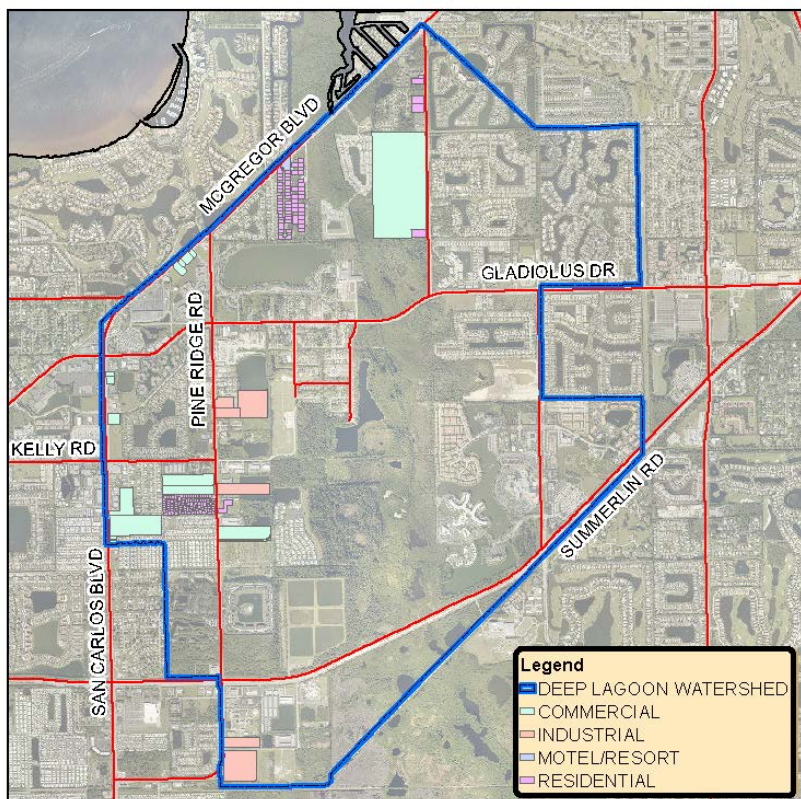 MCGREGOR BLVD
GLADIOLUS DR
PINE RIDGE RD
KELLY RD
SUMMERLIN RD
SAN CARLOS BLVD
Legend
DEEP LAGOON WATERSHED
COMMERCIAL
INDUSTRIAL
MOTEL/RESORT
RESIDENTIAL